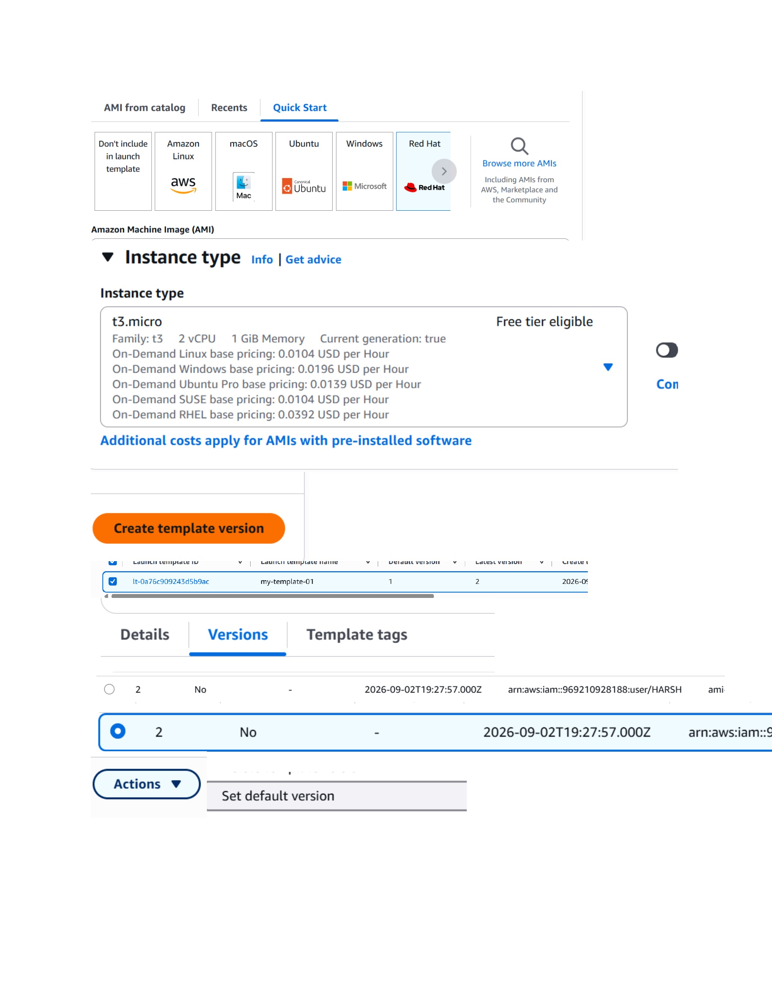 AMI from catalog Recents Quick Start
Don't include in launch template
Amazon Linux
aws
macOS
Mac
Ubuntu
Canonical Ubuntu
Windows
Microsoft
Red Hat
Red Hat
Browse more AMIs
Including AMIs from
AWS, Marketplace and
the Community
Amazon Machine Image (AMI)
Instance type Info | Get advice
Instance type
t3.micro Free tier eligible
Family: t3 2 vCPU 1 GiB Memory Current generation: true
On-Demand Linux base pricing: 0.0104 USD per Hour
On-Demand Windows base pricing: 0.0196 USD per Hour
On-Demand Ubuntu Pro base pricing: 0.0139 USD per Hour
On-Demand SUSE base pricing: 0.0104 USD per Hour
On-Demand RHEL base pricing: 0.0392 USD per Hour
Con
Additional costs apply for AMIs with pre-installed software
Create template version
Launch template ID Launch template name Default version Latest version Create
lt-0a76c909243d5b9ac my-template-01 1 2 2026-09
Details Versions Template tags
2 No - 2026-09-02T19:27:57.000Z arn:aws:iam::969210928188:user/HARSH ami-
2 No - 2026-09-02T19:27:57.000Z arn:aws:iam::9
Actions
Set default version